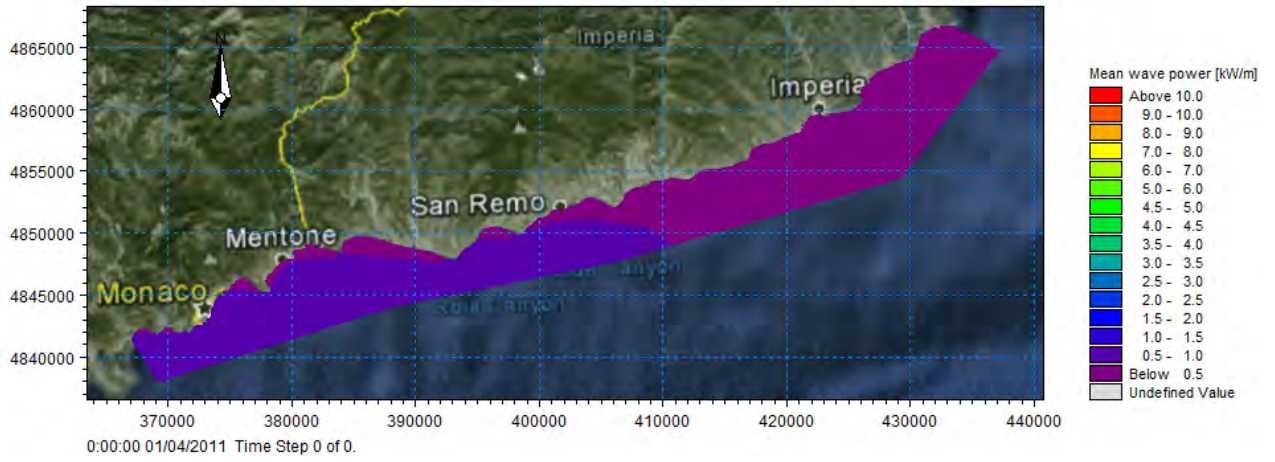 4865000
4860000
4855000
4850000
4845000
4840000
N
Imperia
Imperia
San Remo
Mentone
Monaco
Canyon
Canyon
370000 380000 390000 400000 410000 420000 430000 440000
0:00:00 01/04/2011 Time Step 0 of 0.
Mean wave power [kW/m]
Above 10.0
9.0 - 10.0
8.0 - 9.0
7.0 - 8.0
6.0 - 7.0
5.0 - 6.0
4.5 - 5.0
4.0 - 4.5
3.5 - 4.0
3.0 - 3.5
2.5 - 3.0
2.0 - 2.5
1.5 - 2.0
1.0 - 1.5
0.5 - 1.0
Below 0.5
Undefined Value